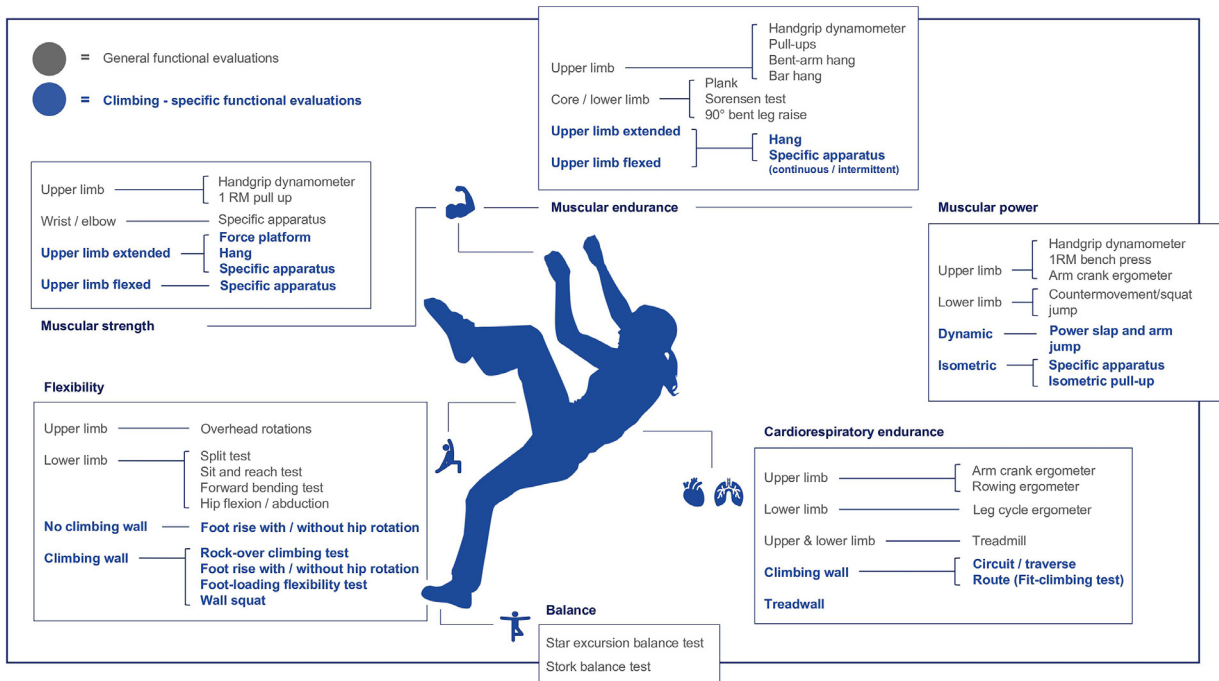 = General functional evaluations
= Climbing - specific functional evaluations
Upper limb
Handgrip dynamometer
Pull-ups
Bent-arm hang
Bar hang
Core / lower limb
Plank
Sorensen test
90° bent leg raise
Upper limb extended
Upper limb flexed
Hang
Specific apparatus
(continuous / intermittent)
Muscular endurance
Upper limb
Handgrip dynamometer
1 RM pull up
Wrist / elbow
Specific apparatus
Upper limb extended
Force platform
Hang
Specific apparatus
Upper limb flexed
Specific apparatus
Muscular strength
Muscular power
Upper limb
Handgrip dynamometer
1RM bench press
Arm crank ergometer
Lower limb
Countermovement/squat
jump
Dynamic
Power slap and arm
jump
Isometric
Specific apparatus
Isometric pull-up
Flexibility
Upper limb
Overhead rotations
Lower limb
Split test
Sit and reach test
Forward bending test
Hip flexion / abduction
No climbing wall
Foot rise with / without hip rotation
Climbing wall
Rock-over climbing test
Foot rise with / without hip rotation
Foot-loading flexibility test
Wall squat
Cardiorespiratory endurance
Upper limb
Arm crank ergometer
Rowing ergometer
Lower limb
Leg cycle ergometer
Upper & lower limb
Treadmill
Climbing wall
Circuit / traverse
Route (Fit-climbing test)
Treadwall
Balance
Star excursion balance test
Stork balance test